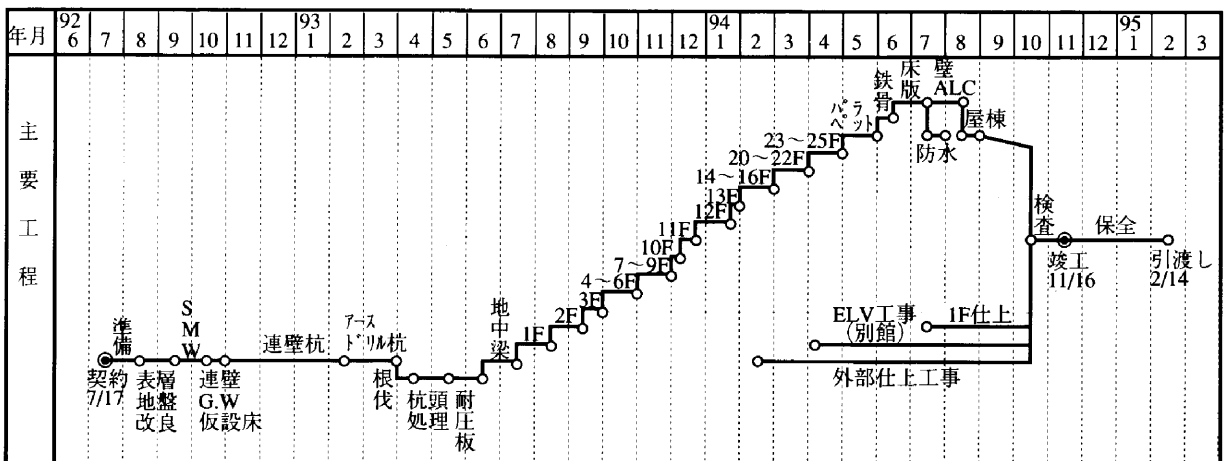 92 93 94 95
年月 6 7 8 9 10 11 12 1 2 3 4 5 6 7 8 9 10 11 12 1 2 3 4 5 6 7 8 9 10 11 12 1 2 3
主要工程
契約
7/17
準備
表層地盤改良
SMW
連壁G.W
仮設床
連壁杭
アースドリル杭
根伐
杭頭処理
耐圧板
地中梁
1F
2F
3F
4～6F
7～9F
10F
11F
12F
13F
14～16F
20～22F
23～25F
パラペット
鉄骨
床版
壁ALC
防水
屋棟
ELV工事
(別館)
1F仕上
外部仕上工事
検査
竣工
11/16
保全
引渡し
2/14